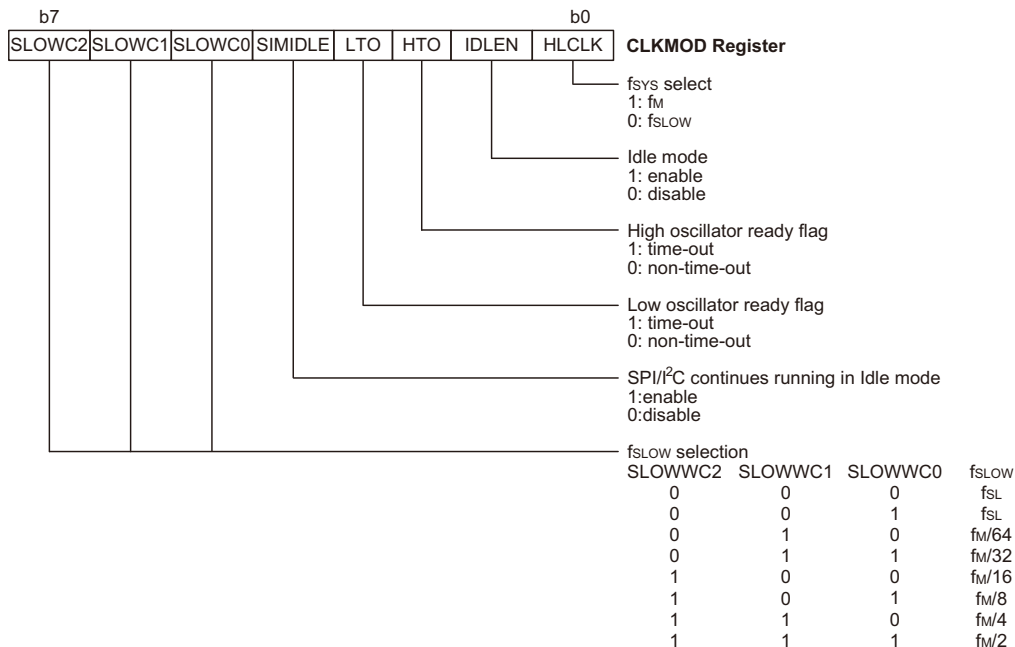 b7 b0
SLOWC2 SLOWC1 SLOWC0 SIMIDLE LTO HTO IDLEN HLCLK CLKMOD Register
fSYS select
1: fM
0: fSLOW
Idle mode
1: enable
0: disable
High oscillator ready flag
1: time-out
0: non-time-out
Low oscillator ready flag
1: time-out
0: non-time-out
SPI/I²C continues running in Idle mode
1:enable
0:disable
fSLOW selection
SLOWWC2 SLOWWC1 SLOWWC0 fSLOW
0 0 0 fSL
0 0 1 fSL
0 1 0 fM/64
0 1 1 fM/32
1 0 0 fM/16
1 0 1 fM/8
1 1 0 fM/4
1 1 1 fM/2